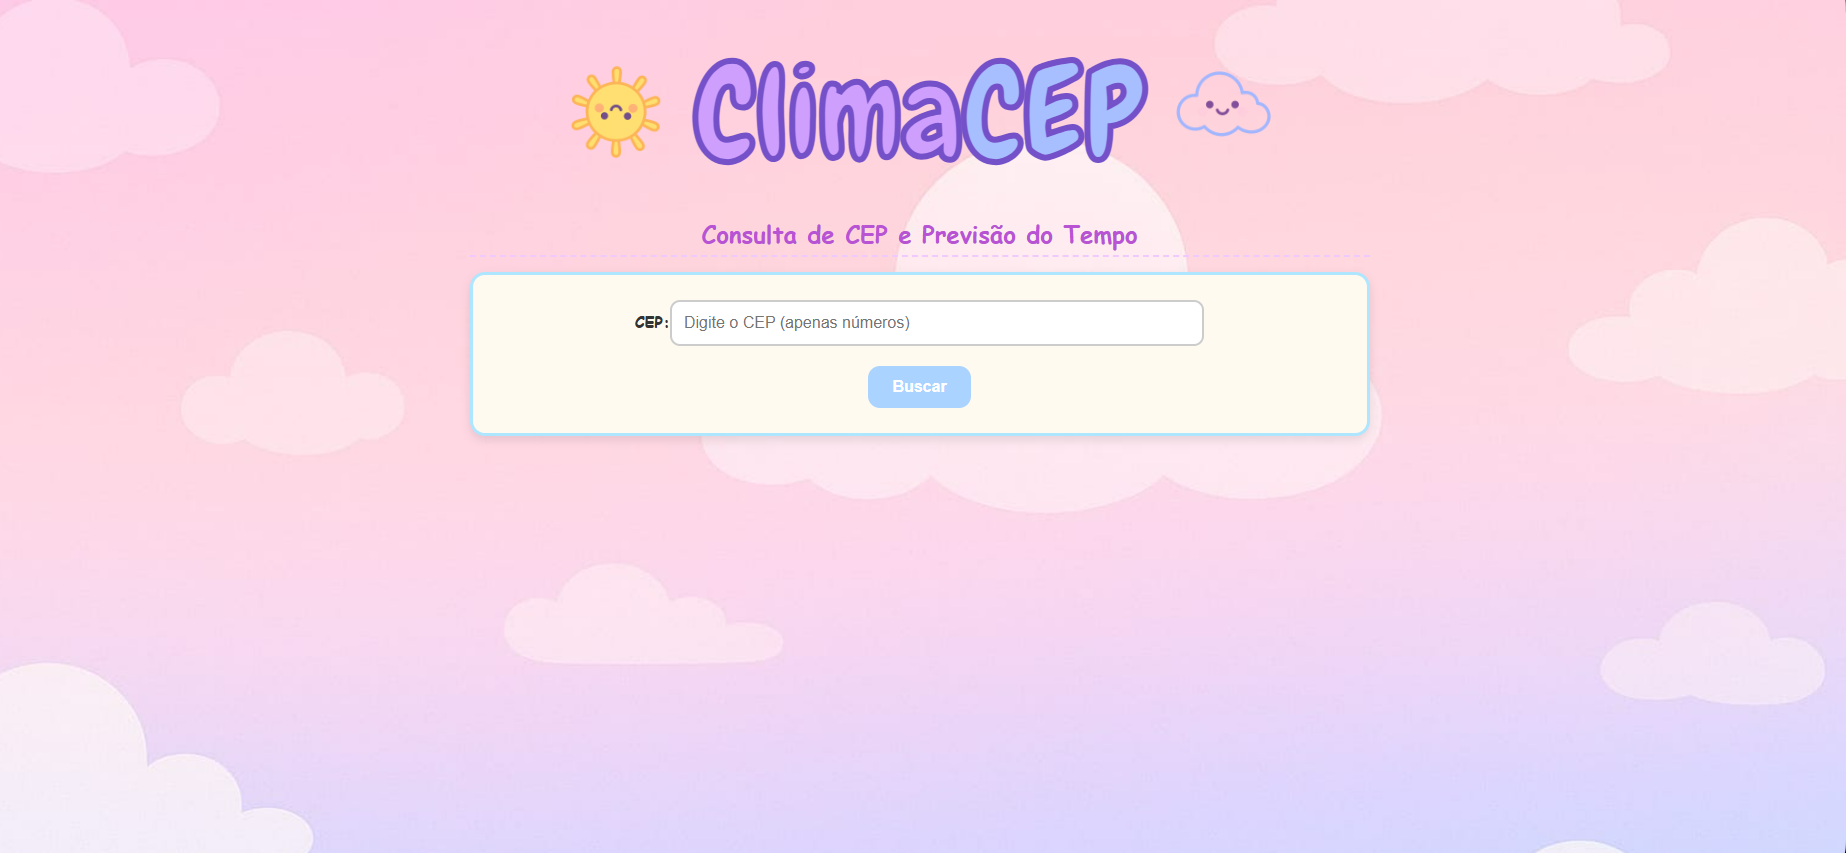 ClimaCEP
Consulta de CEP e Previsão do Tempo
CEP: Digite o CEP (apenas números)
Buscar